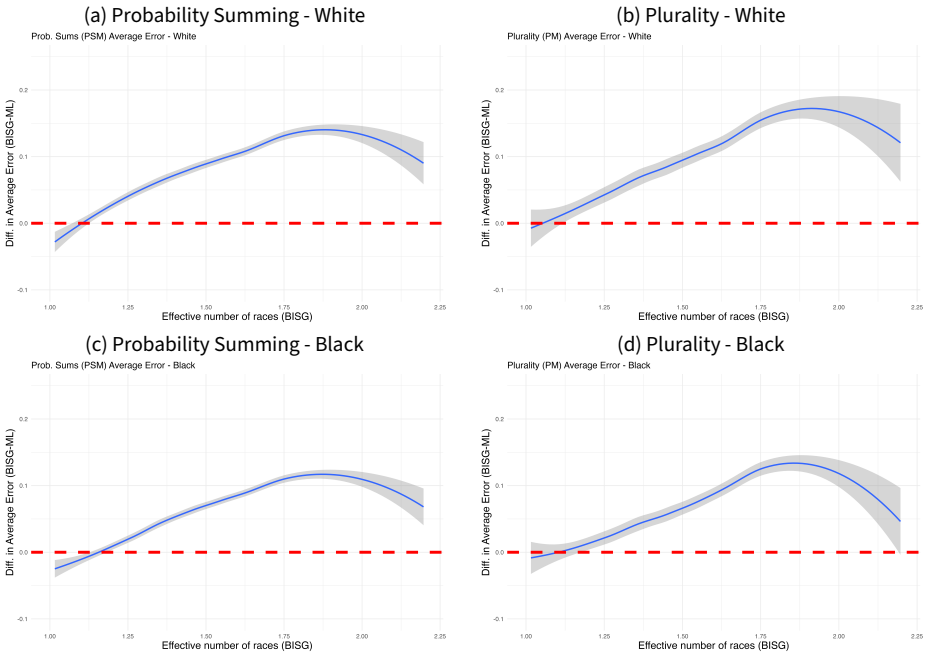 (a) Probability Summing - White
Prob. Sums (PSM) Average Error - White
Diff. in Average Error (BISG-ML)
0.2
0.1
0.0
-0.1
1.00 1.25 1.50 1.75 2.00 2.25
Effective number of races (BISG)
(b) Plurality - White
Plurality (PM) Average Error - White
Diff. in Average Error (BISG-ML)
0.2
0.1
0.0
-0.1
1.00 1.25 1.50 1.75 2.00 2.25
Effective number of races (BISG)
(c) Probability Summing - Black
Prob. Sums (PSM) Average Error - Black
Diff. in Average Error (BISG-ML)
0.2
0.1
0.0
-0.1
1.00 1.25 1.50 1.75 2.00 2.25
Effective number of races (BISG)
(d) Plurality - Black
Plurality (PM) Average Error - Black
Diff. in Average Error (BISG-ML)
0.2
0.1
0.0
-0.1
1.00 1.25 1.50 1.75 2.00 2.25
Effective number of races (BISG)